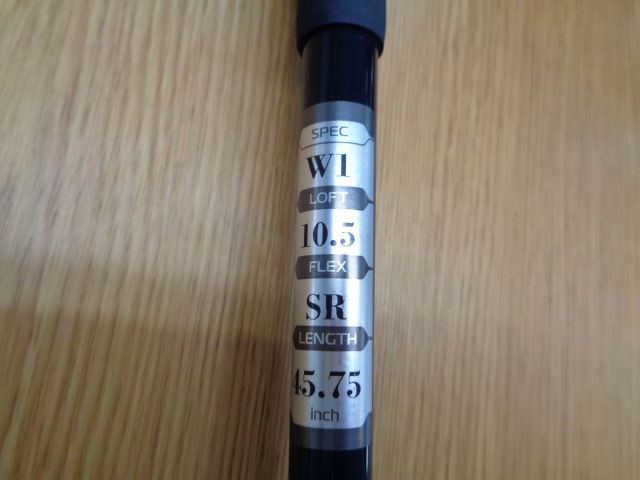 SPEC
W1
LOFT
10.5
FLEX
SR
LENGTH
45.75
inch